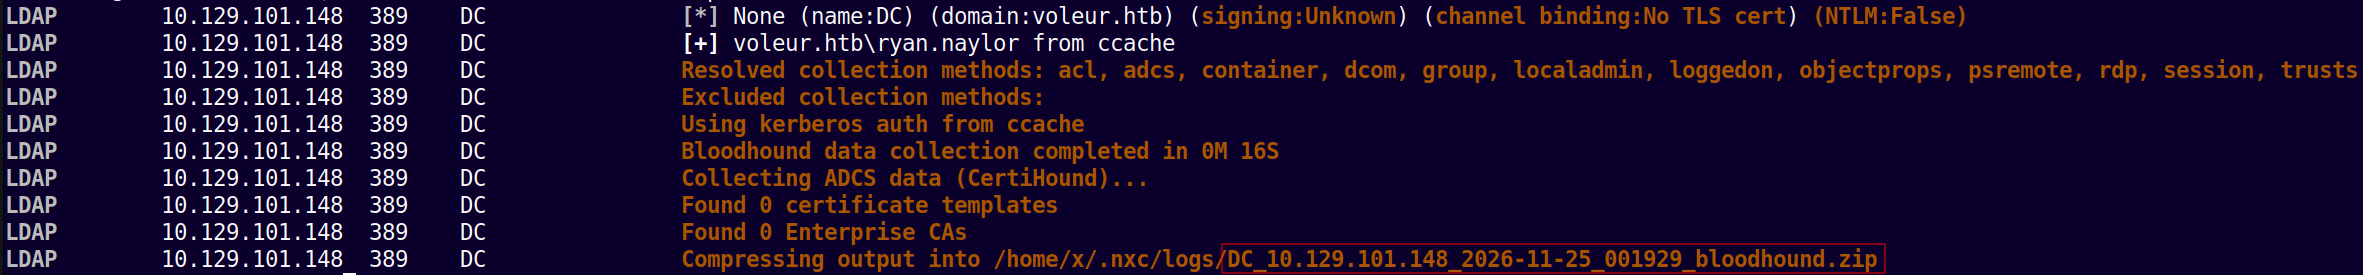 LDAP 10.129.101.148 389 DC [*] None (name:DC) (domain:voleur.htb) (signing:Unknown) (channel binding:No TLS cert) (NTLM:False)
LDAP 10.129.101.148 389 DC [+] voleur.htb\ryan.naylor from ccache
LDAP 10.129.101.148 389 DC Resolved collection methods: acl, adcs, container, dcom, group, localadmin, loggedon, objectprops, psremote, rdp, session, trusts
LDAP 10.129.101.148 389 DC Excluded collection methods:
LDAP 10.129.101.148 389 DC Using kerberos auth from ccache
LDAP 10.129.101.148 389 DC Bloodhound data collection completed in 0M 16S
LDAP 10.129.101.148 389 DC Collecting ADCS data (CertiHound)...
LDAP 10.129.101.148 389 DC Found 0 certificate templates
LDAP 10.129.101.148 389 DC Found 0 Enterprise CAs
LDAP 10.129.101.148 389 DC Compressing output into /home/x/.nxc/logs/DC_10.129.101.148_2026-11-25_001929_bloodhound.zip